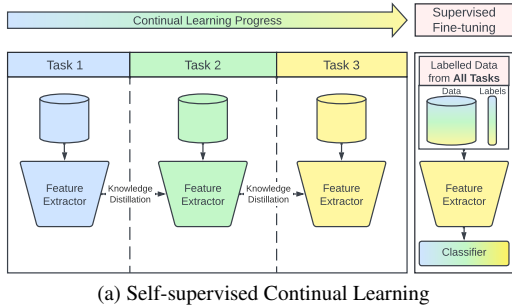 Continual Learning Progress
Supervised
Fine-tuning
Task 1
Task 2
Task 3
Labelled Data
from All Tasks
Data
Labels
Feature
Extractor
Knowledge
Distillation
Feature
Extractor
Knowledge
Distillation
Feature
Extractor
Feature
Extractor
Classifier
(a) Self-supervised Continual Learning